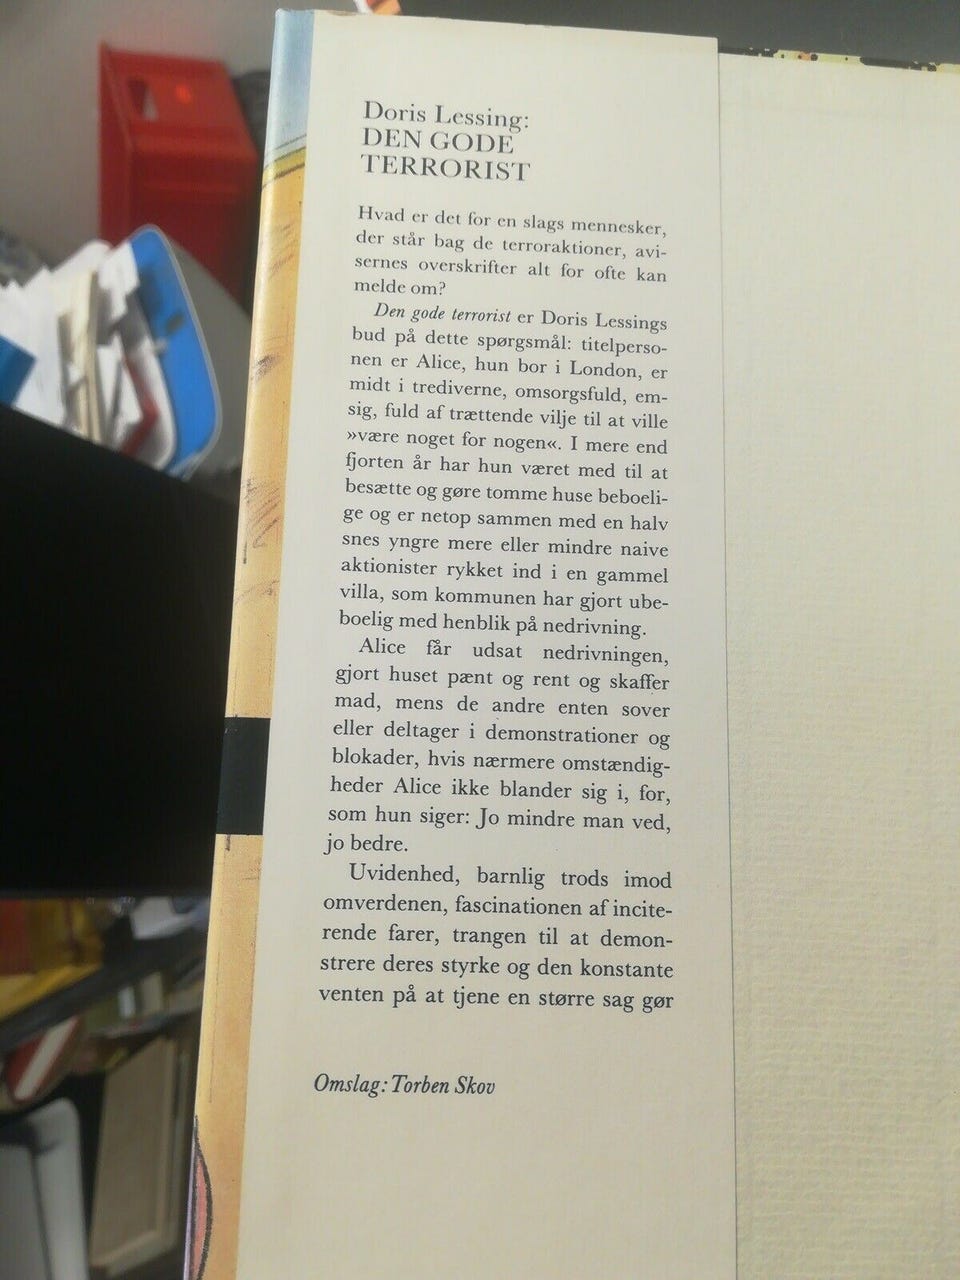 Doris Lessing:
DEN GODE
TERRORIST
Hvad er det for en slags mennesker,
der står bag de terroraktioner, avi-
sernes overskrifter alt for ofte kan
melde om?
Den gode terrorist er Doris Lessings
bud på dette spørgsmål: titelperso-
nen er Alice, hun bor i London, er
midt i trediverne, omsorgsfuld, em-
sig, fuld af trættende vilje til at ville
»være noget for nogen«. I mere end
fjorten år har hun været med til at
besætte og gøre tomme huse beboeli-
ge og er netop sammen med en halv
snes yngre mere eller mindre naive
aktionister rykket ind i en gammel
villa, som kommunen har gjort ube-
boelig med henblik på nedrivning.
Alice får udsat nedrivningen,
gjort huset pænt og rent og skaffer
mad, mens de andre enten sover
eller deltager i demonstrationer og
blokader, hvis nærmere omstændig-
heder Alice ikke blander sig i, for,
som hun siger: Jo mindre man ved,
jo bedre.
Uvidenhed, barnlig trods imod
omverdenen, fascinationen af incite-
rende farer, trangen til at demon-
strere deres styrke og den konstante
venten på at tjene en større sag gør
Omslag: Torben Skov